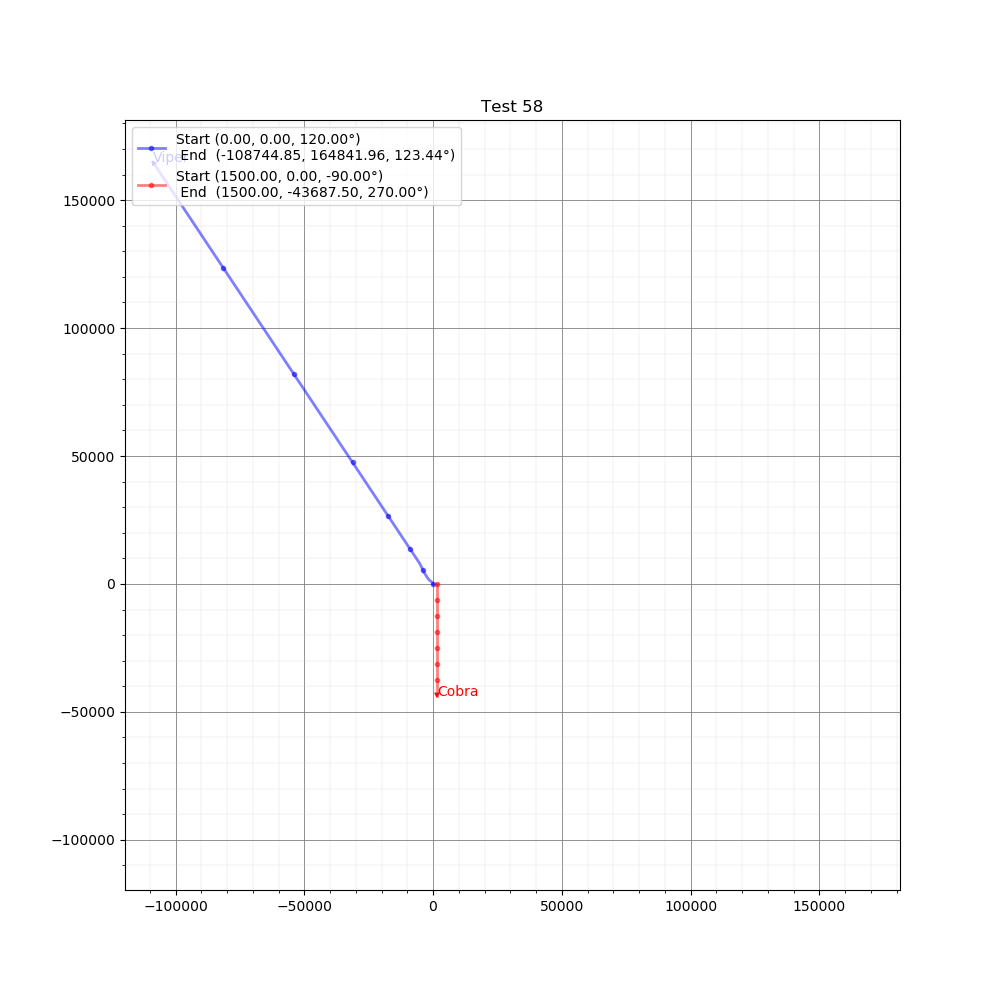 Test 58
Start (0.00, 0.00, 120.00°)
End (-108744.85, 164841.96, 123.44°)
Start (1500.00, 0.00, -90.00°)
End (1500.00, -43687.50, 270.00°)
Viper
150000
100000
50000
0
−50000
−100000
Cobra
−100000 −50000 0 50000 100000 150000